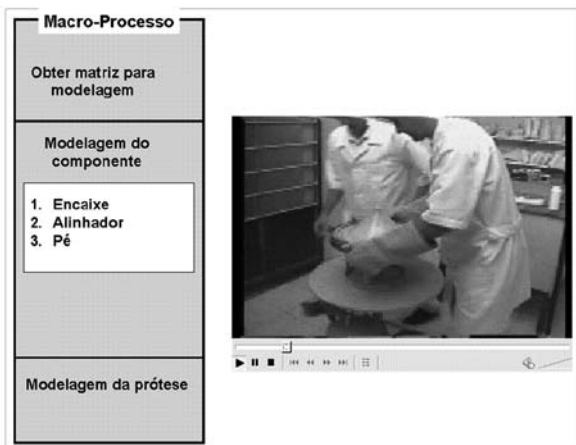 Macro-Processo
Obter matriz para
modelagem
Modelagem do
componente
1. Encaixe
2. Alinhador
3. Pé
Modelagem da prótese